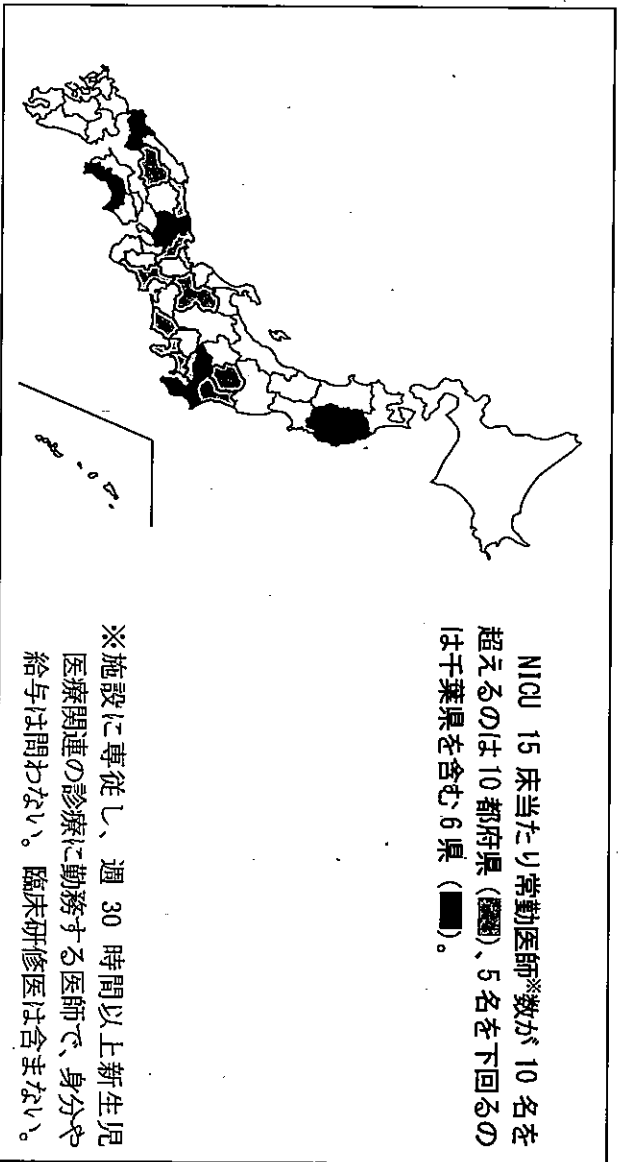 NICU 15 床当たり常勤医師※数が 10 名を
超えるのは 10 都府県（　）、5 名を下回るの
は千葉県を含む 6 県（　）。
※施設に専従し、週 30 時間以上新生児
医療関連の診療に勤務する医師で、身分や
給与は問わない。臨床研修医は含まない。